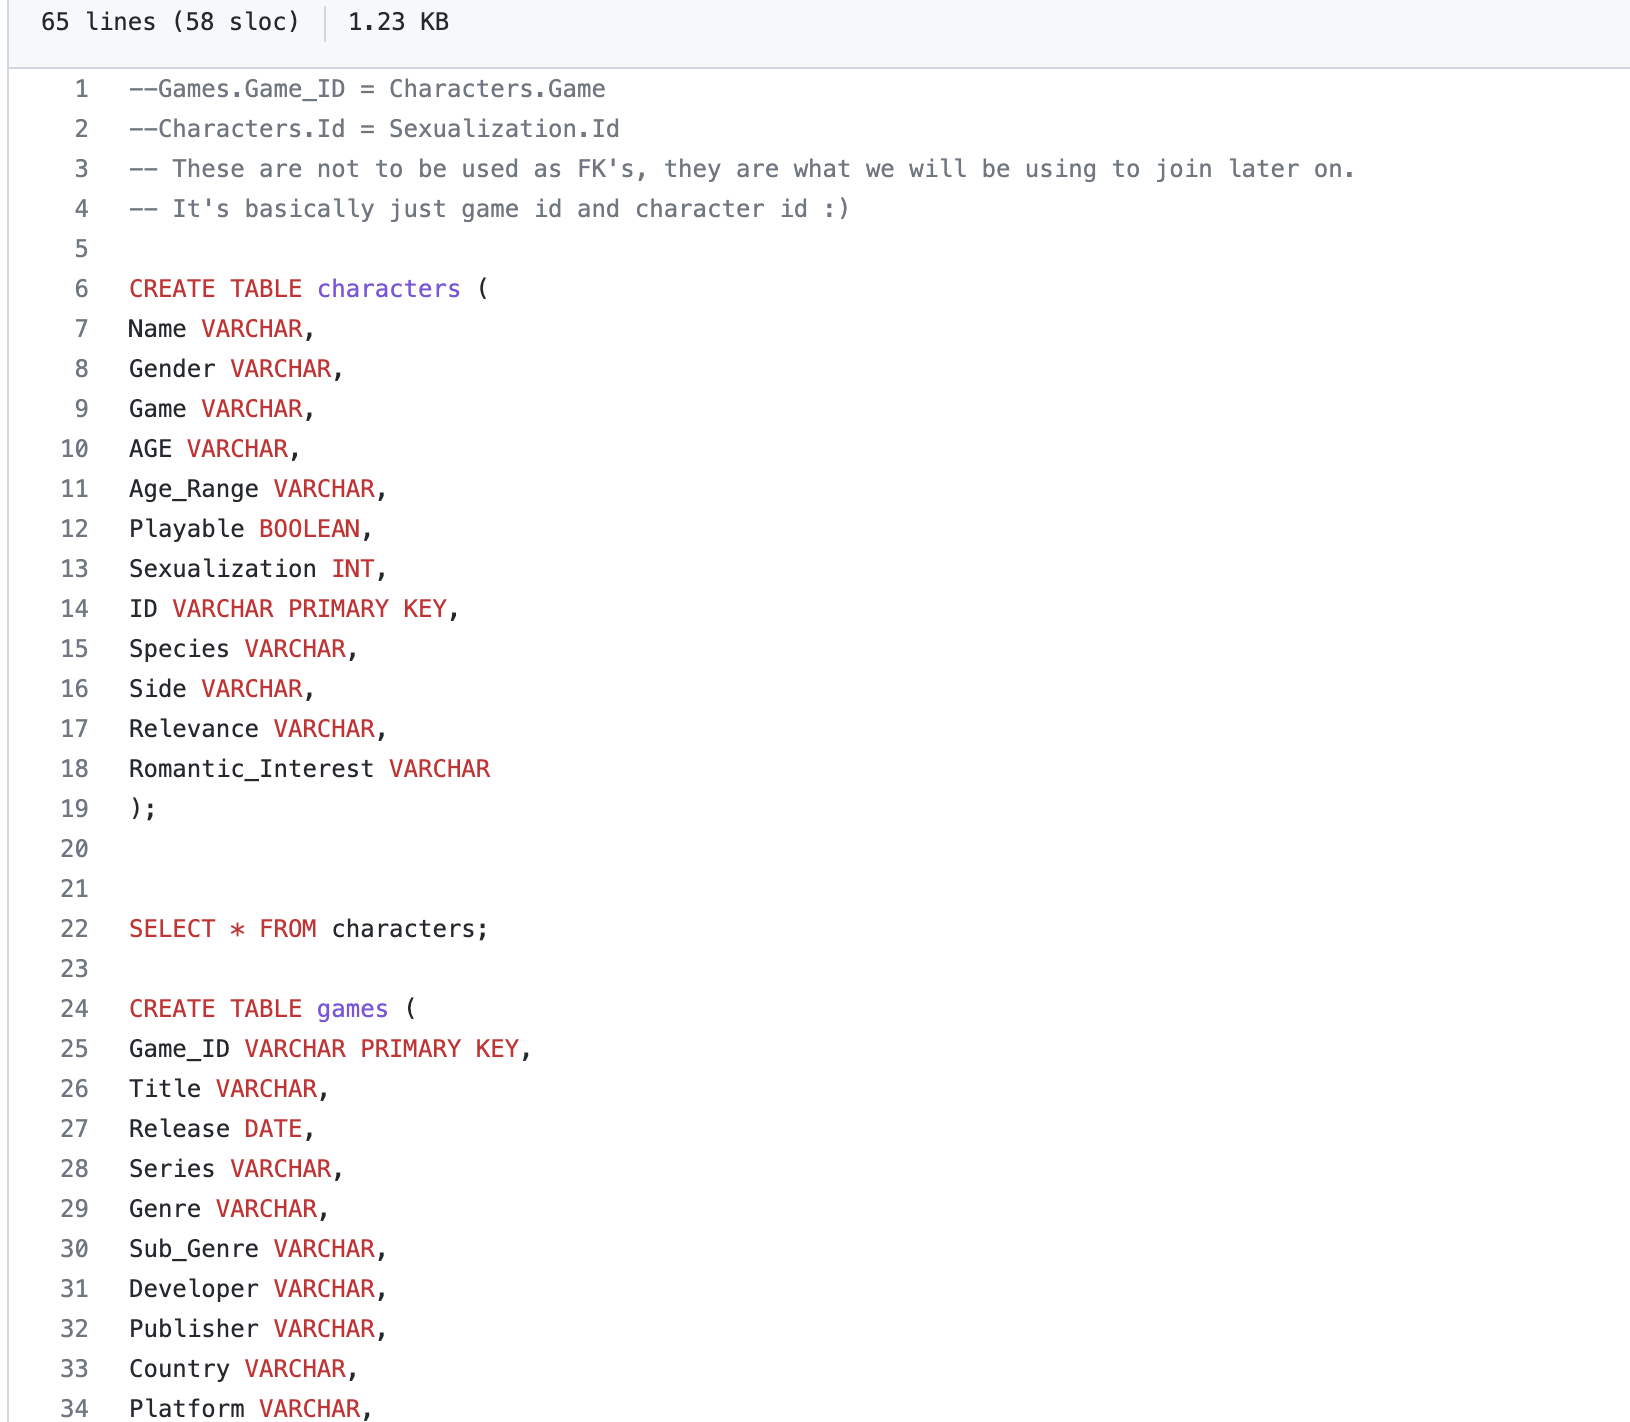 65 lines (58 sloc) 1.23 KB
1 --Games.Game_ID = Characters.Game
2 --Characters.Id = Sexualization.Id
3 -- These are not to be used as FK's, they are what we will be using to join later on.
4 -- It's basically just game id and character id :)
5
6 CREATE TABLE characters (
7 Name VARCHAR,
8 Gender VARCHAR,
9 Game VARCHAR,
10 AGE VARCHAR,
11 Age_Range VARCHAR,
12 Playable BOOLEAN,
13 Sexualization INT,
14 ID VARCHAR PRIMARY KEY,
15 Species VARCHAR,
16 Side VARCHAR,
17 Relevance VARCHAR,
18 Romantic_Interest VARCHAR
19 );
20
21
22 SELECT * FROM characters;
23
24 CREATE TABLE games (
25 Game_ID VARCHAR PRIMARY KEY,
26 Title VARCHAR,
27 Release DATE,
28 Series VARCHAR,
29 Genre VARCHAR,
30 Sub_Genre VARCHAR,
31 Developer VARCHAR,
32 Publisher VARCHAR,
33 Country VARCHAR,
34 Platform VARCHAR,